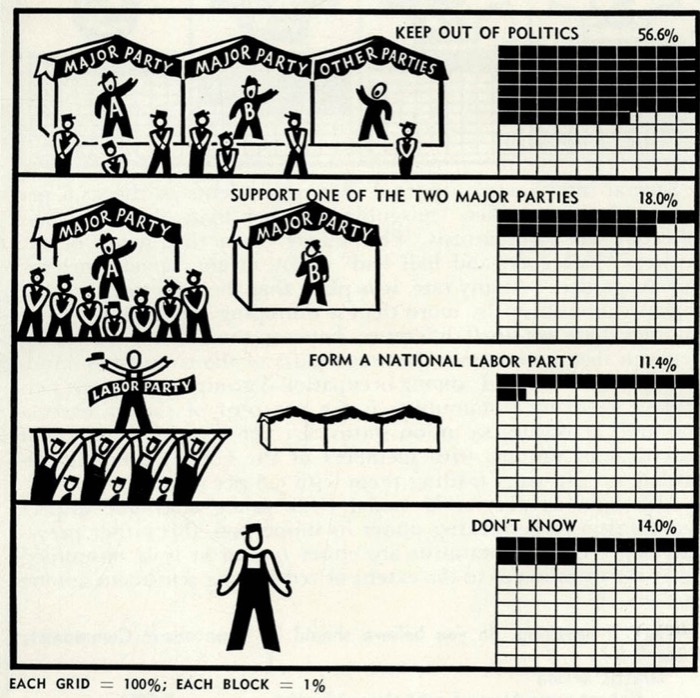 KEEP OUT OF POLITICS 56.6%
MAJOR PARTY MAJOR PARTY OTHER PARTIES
A B
SUPPORT ONE OF THE TWO MAJOR PARTIES 18.0%
MAJOR PARTY MAJOR PARTY
A B
FORM A NATIONAL LABOR PARTY 11.4%
LABOR PARTY
DON'T KNOW 14.0%
EACH GRID = 100%; EACH BLOCK = 1%